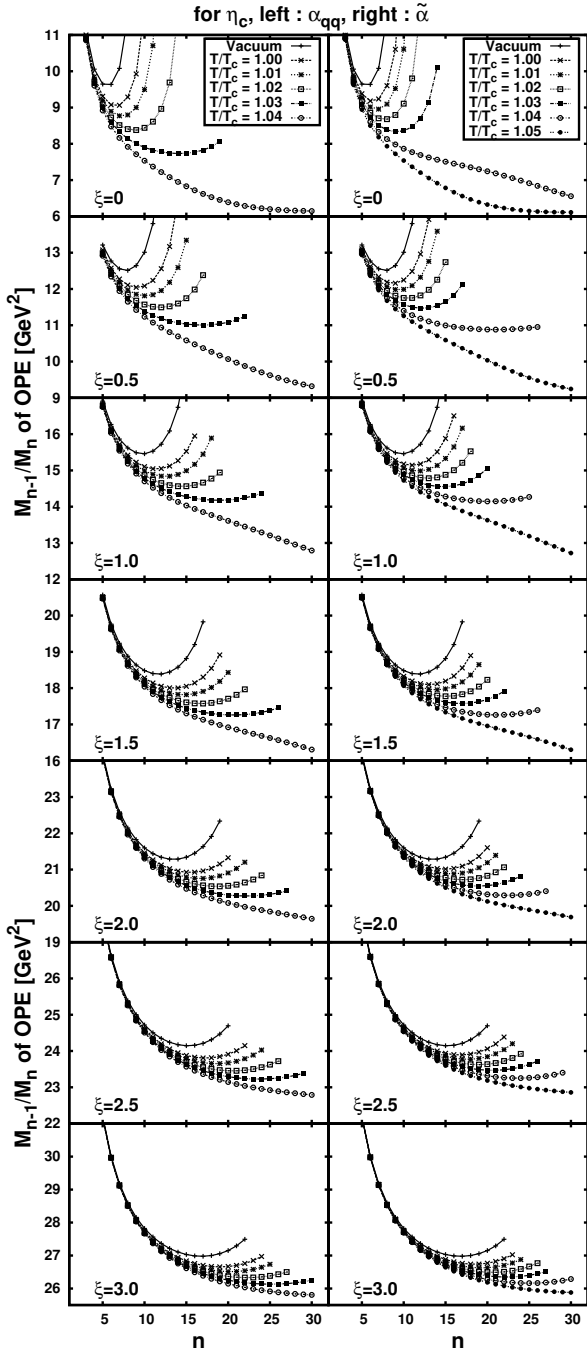 for η_c, left : α_qq, right : α̃
M_{n-1}/M_n of OPE [GeV²]
M_{n-1}/M_n of OPE [GeV²]
11
10
9
8
7
6
Vacuum
T/T_c = 1.00
T/T_c = 1.01
T/T_c = 1.02
T/T_c = 1.03
T/T_c = 1.04
ξ=0
Vacuum
T/T_c = 1.00
T/T_c = 1.01
T/T_c = 1.02
T/T_c = 1.03
T/T_c = 1.04
T/T_c = 1.05
ξ=0
13
12
11
10
9
ξ=0.5
ξ=0.5
16
15
14
13
12
ξ=1.0
ξ=1.0
20
19
18
17
16
ξ=1.5
ξ=1.5
23
22
21
20
19
ξ=2.0
ξ=2.0
26
25
24
23
22
ξ=2.5
ξ=2.5
31
30
29
28
27
26
ξ=3.0
ξ=3.0
5 10 15 20 25 30
5 10 15 20 25 30
n
n